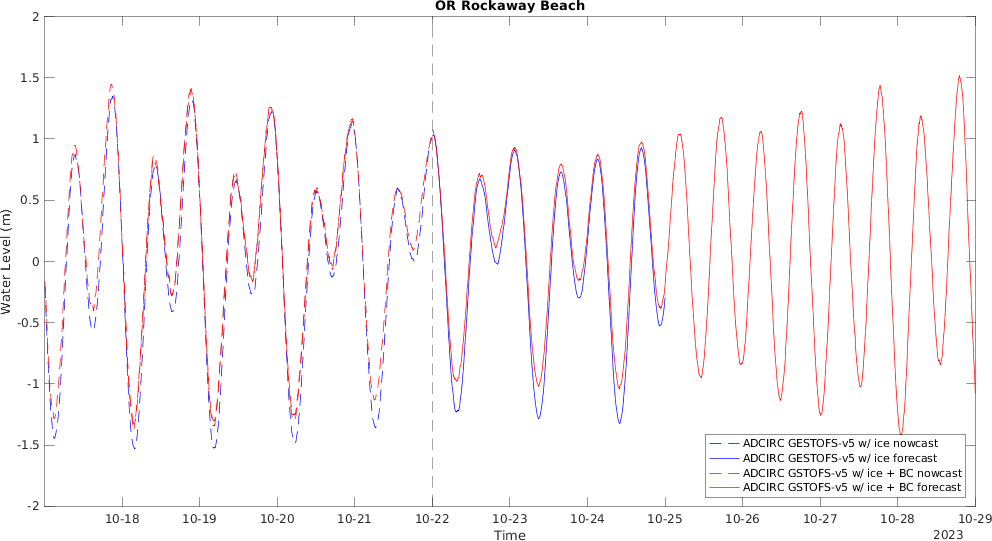 OR Rockaway Beach
2
1.5
1
0.5
0
-0.5
-1
-1.5
-2
Water Level (m)
ADCIRC GESTOFS-v5 w/ ice nowcast
ADCIRC GESTOFS-v5 w/ ice forecast
ADCIRC GSTOFS-v5 w/ ice + BC nowcast
ADCIRC GSTOFS-v5 w/ ice + BC forecast
10-18 10-19 10-20 10-21 10-22 10-23 10-24 10-25 10-26 10-27 10-28 10-29
Time
2023